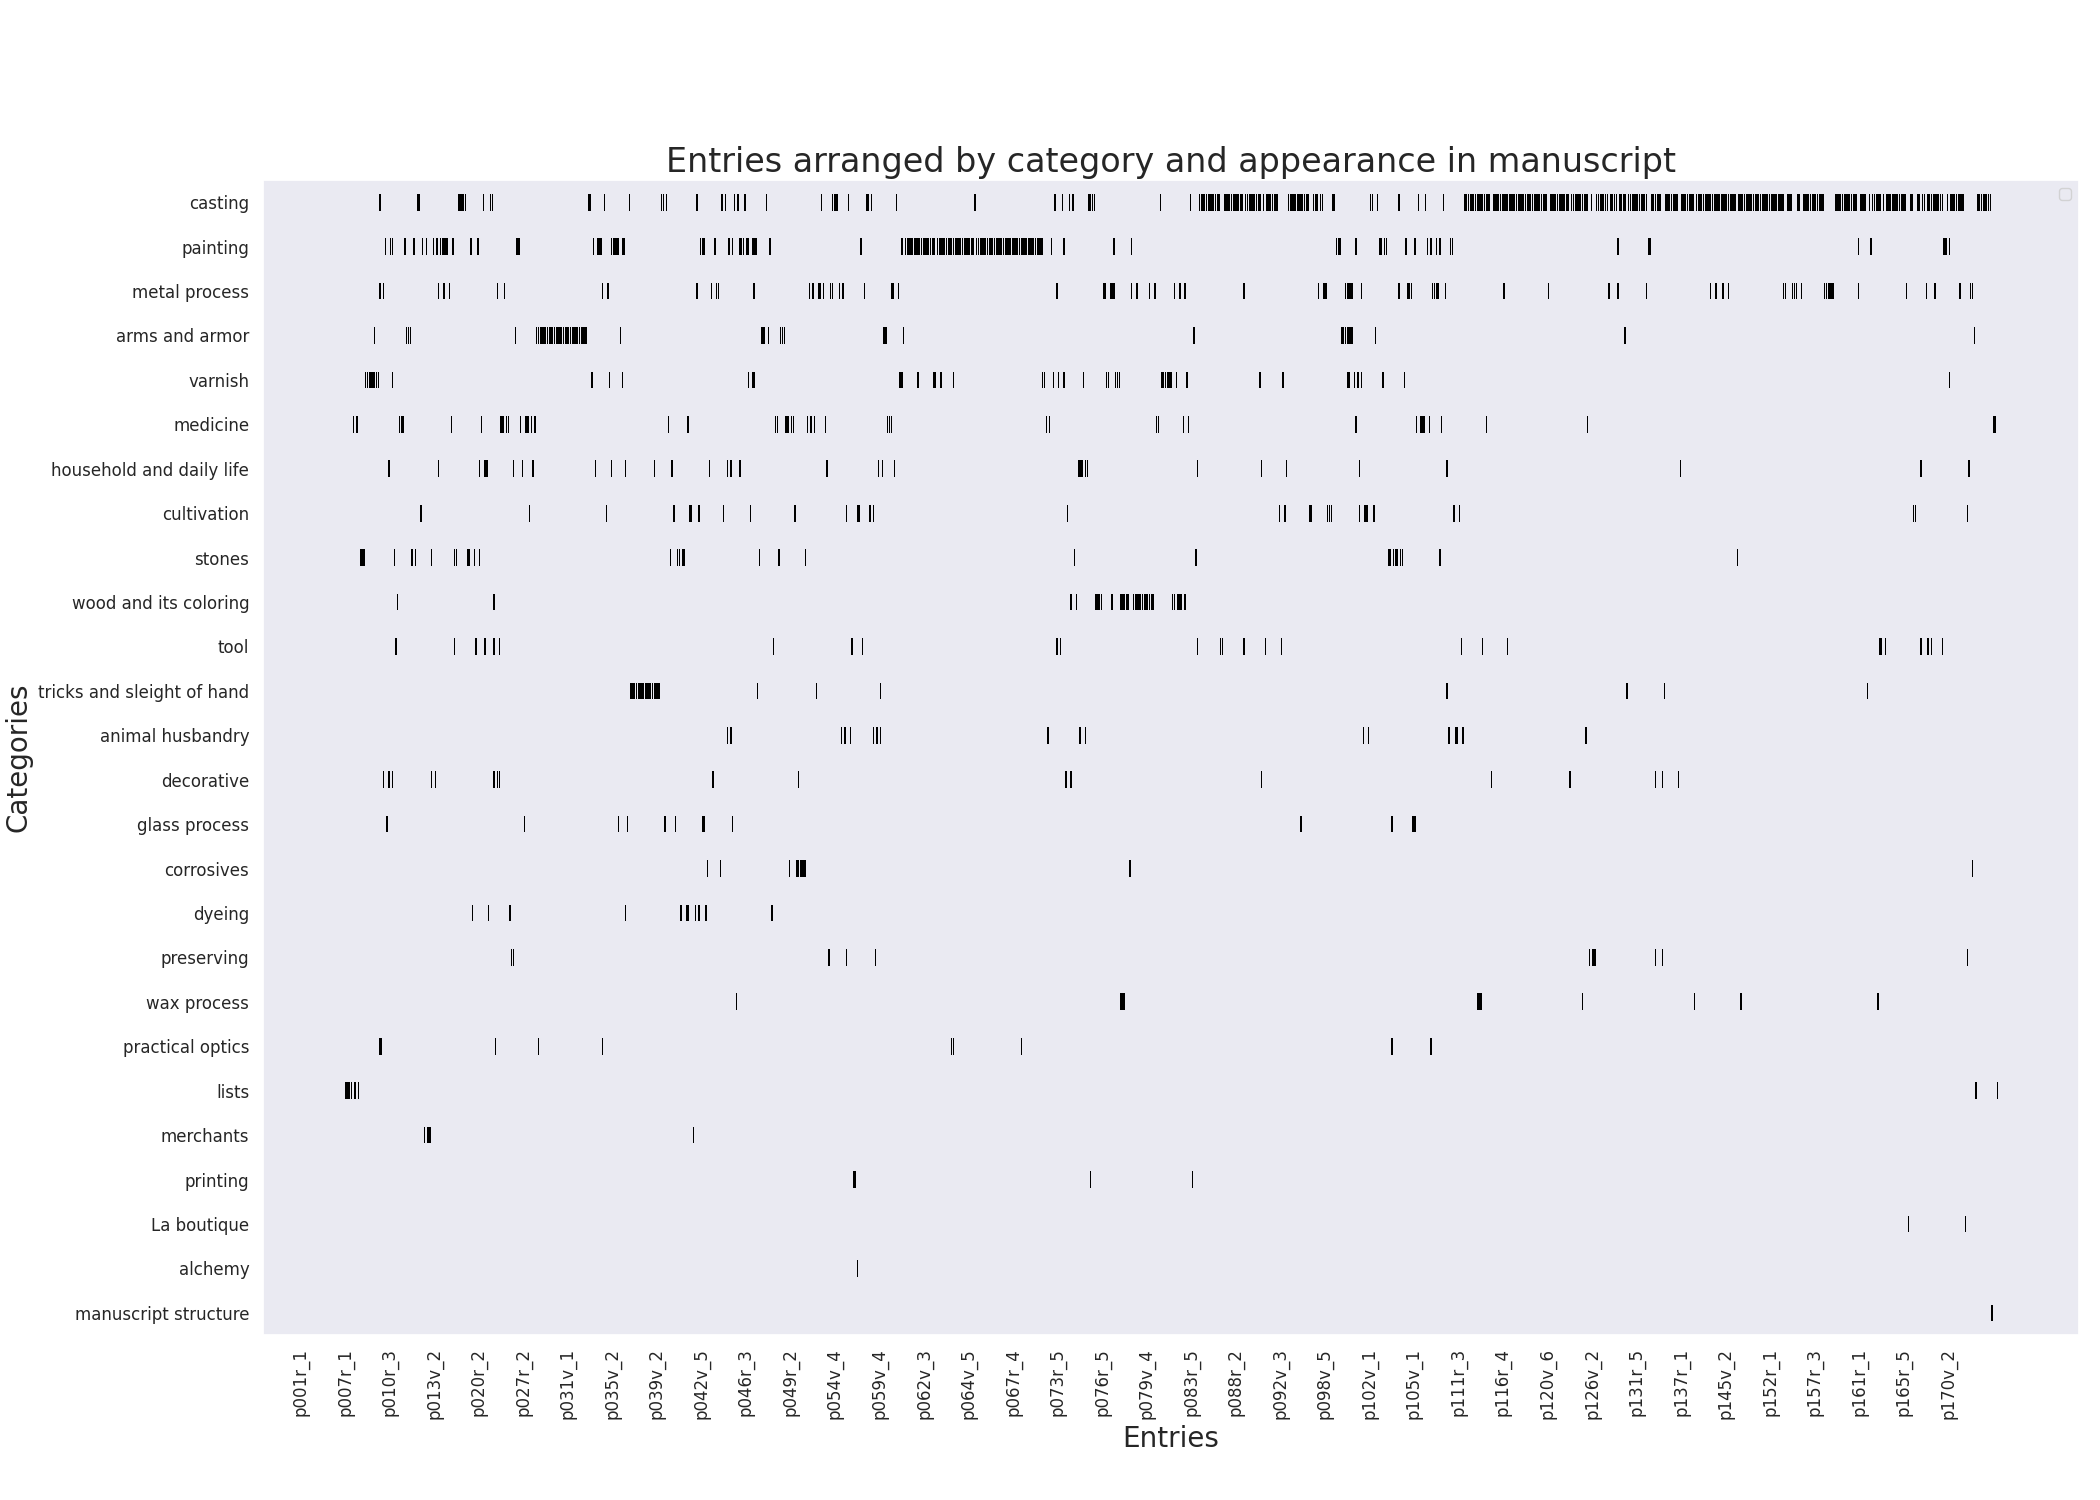 Entries arranged by category and appearance in manuscript
casting
painting
metal process
arms and armor
varnish
medicine
household and daily life
cultivation
stones
wood and its coloring
tool
tricks and sleight of hand
animal husbandry
decorative
glass process
corrosives
dyeing
preserving
wax process
practical optics
lists
merchants
printing
La boutique
alchemy
manuscript structure
Categories
p001r_1
p007r_1
p010r_3
p013v_2
p020r_2
p027r_2
p031v_1
p035v_2
p039v_2
p042v_5
p046r_3
p049r_2
p054v_4
p059v_4
p062v_3
p064v_5
p067r_4
p073r_5
p076r_5
p079v_4
p083r_5
p088r_2
p092v_3
p098v_5
p102v_1
p105v_1
p111r_3
p116r_4
p120v_6
p126v_2
p131r_5
p137r_1
p145v_2
p152r_1
p157r_3
p161r_1
p165r_5
p170v_2
Entries